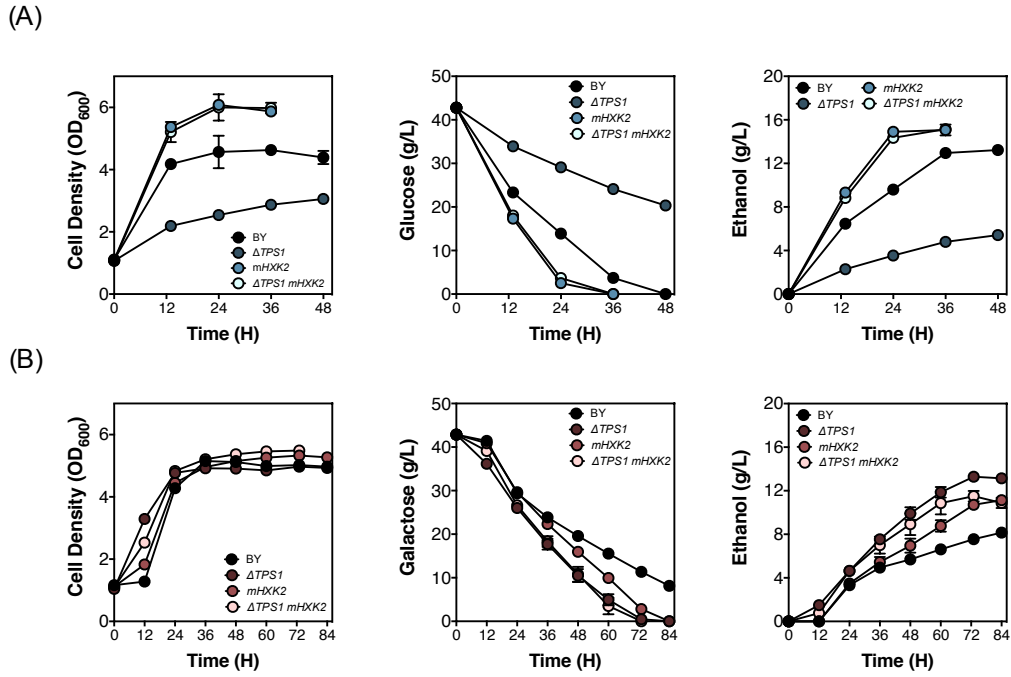 (A)
Cell Density (OD600)
6
4
2
0
0 12 24 36 48
Time (H)
BY
ΔTPS1
mHXK2
ΔTPS1 mHXK2
Glucose (g/L)
50
40
30
20
10
0
0 12 24 36 48
Time (H)
BY
ΔTPS1
mHXK2
ΔTPS1 mHXK2
Ethanol (g/L)
20
16
12
8
4
0
0 12 24 36 48
Time (H)
BY mHXK2
ΔTPS1 ΔTPS1 mHXK2
(B)
Cell Density (OD600)
6
4
2
0
0 12 24 36 48 60 72 84
Time (H)
BY
ΔTPS1
mHXK2
ΔTPS1 mHXK2
Galactose (g/L)
50
40
30
20
10
0
0 12 24 36 48 60 72 84
Time (H)
BY
ΔTPS1
mHXK2
ΔTPS1 mHXK2
Ethanol (g/L)
20
16
12
8
4
0
0 12 24 36 48 60 72 84
Time (H)
BY
ΔTPS1
mHXK2
ΔTPS1 mHXK2